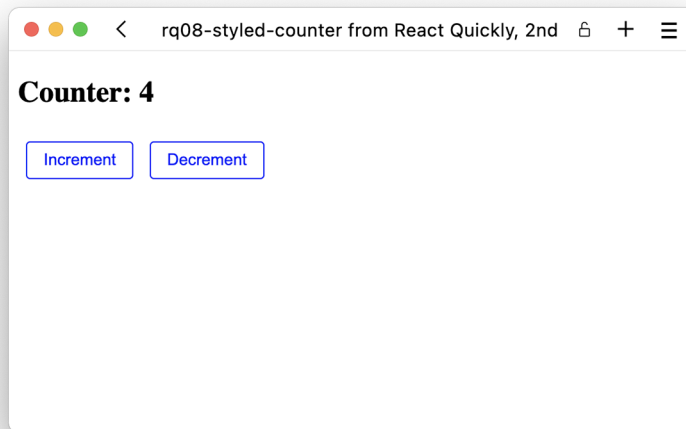 rq08-styled-counter from React Quickly, 2nd
Counter: 4
Increment
Decrement